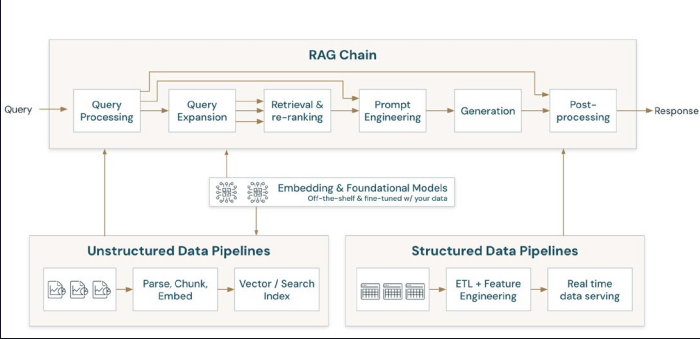 RAG Chain
Query
Query
Processing
Query
Expansion
Retrieval &
re-ranking
Prompt
Engineering
Generation
Post-
processing
Response
Embedding & Foundational Models
Off-the-shelf & fine-tuned w/ your data
Unstructured Data Pipelines
Parse, Chunk,
Embed
Vector / Search
Index
Structured Data Pipelines
ETL + Feature
Engineering
Real time
data serving